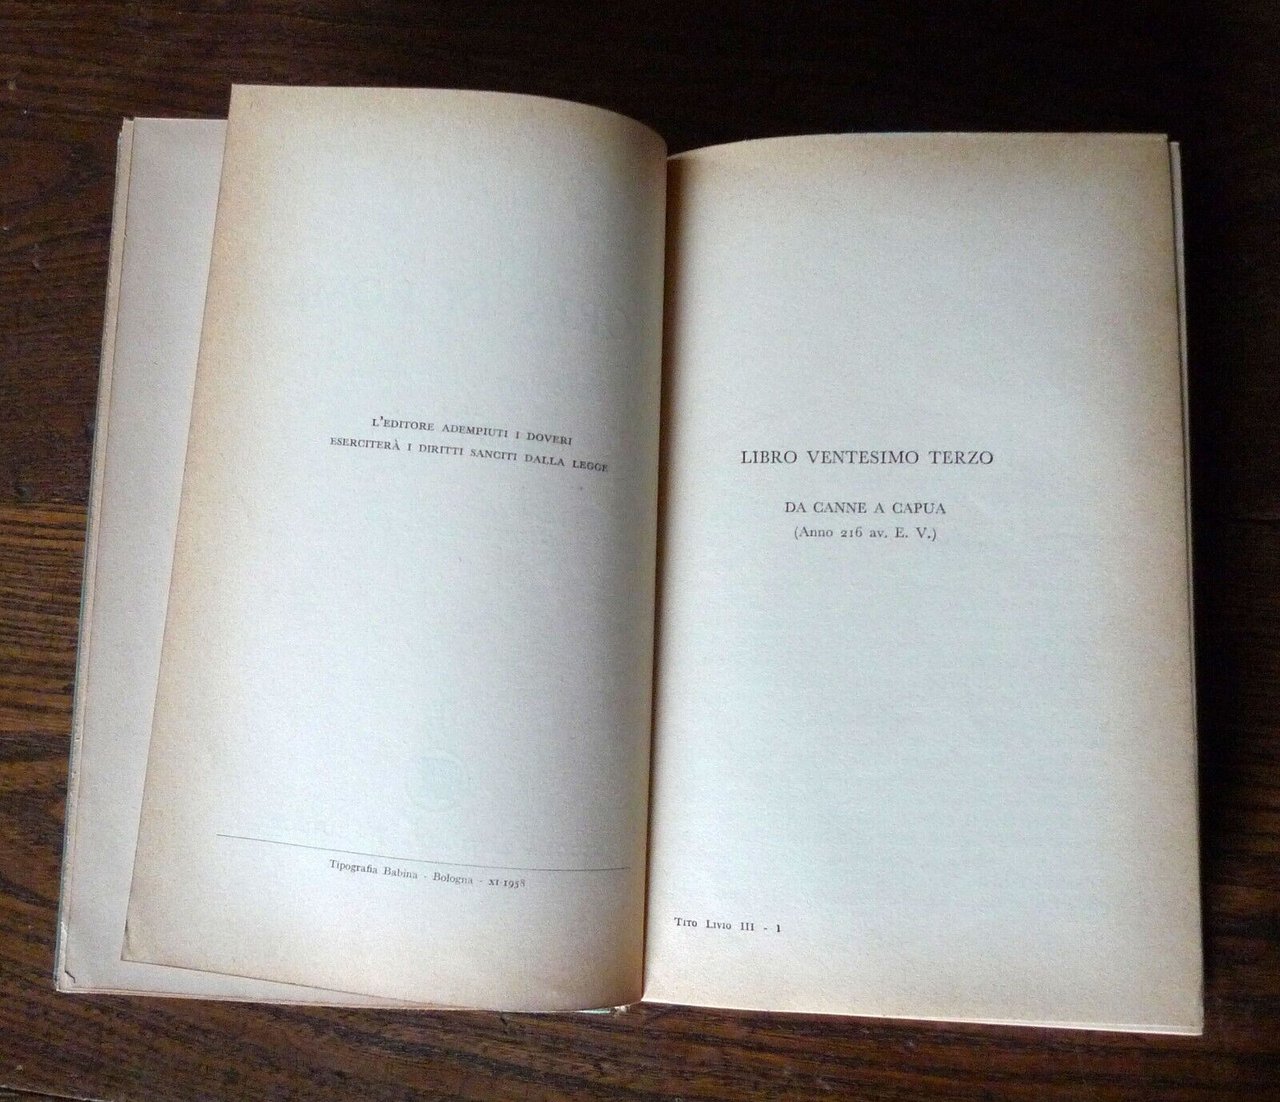 L'EDITORE ADEMPIUTI I DOVERI
ESERCITERÀ I DIRITTI SANCITI DALLA LEGGE
Tipografia Babina - Bologna - XI 1958
LIBRO VENTESIMO TERZO
DA CANNE A CAPUA
(Anno 216 av. E. V.)
TITO LIVIO III - 1